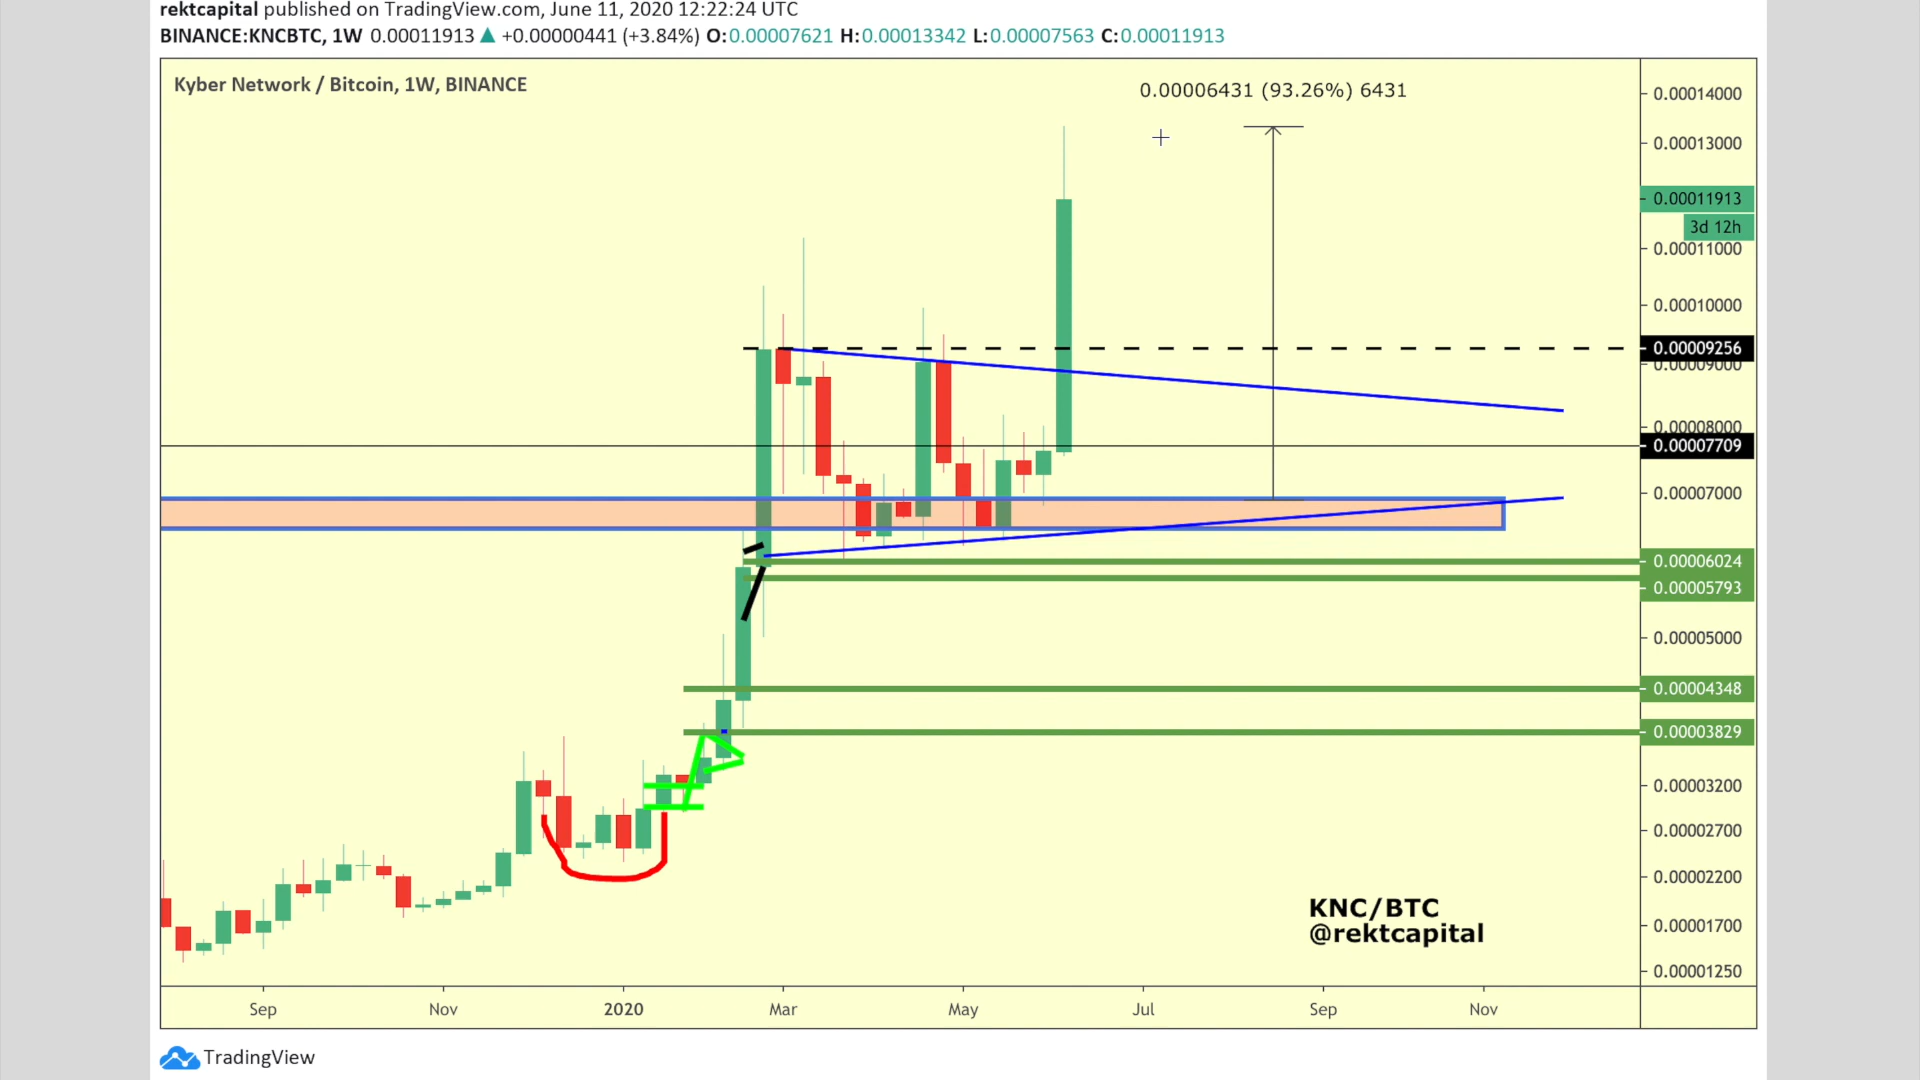 rektcapital published on TradingView.com, June 11, 2020 12:22:24 UTC
BINANCE:KNCBTC, 1W 0.00011913 ▲ +0.00000441 (+3.84%) O:0.00007621 H:0.00013342 L:0.00007563 C:0.00011913
Kyber Network / Bitcoin, 1W, BINANCE
0.00006431 (93.26%) 6431
0.00014000
0.00013000
0.00011913
3d 12h
0.00011000
0.00010000
0.00009256
0.00009000
0.00008000
0.00007709
0.00007000
0.00006024
0.00005793
0.00005000
0.00004348
0.00003829
0.00003200
0.00002700
0.00002200
0.00001700
0.00001250
KNC/BTC
@rektcapital
Sep Nov 2020 Mar May Jul Sep Nov
TradingView